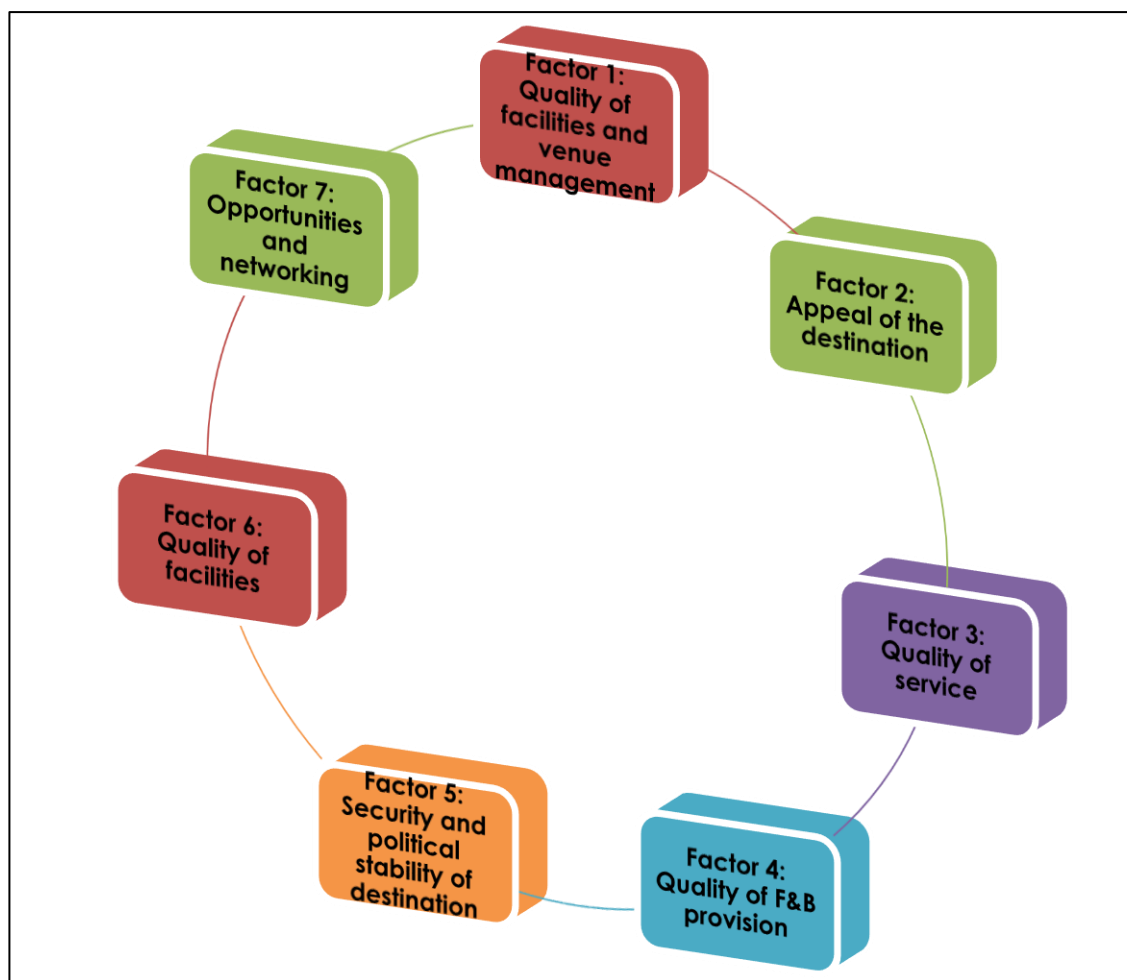 Factor 1:
Quality of
facilities and
venue
management
Factor 2:
Appeal of the
destination
Factor 3:
Quality of
service
Factor 4:
Quality of F&B
provision
Factor 5:
Security and
political
stability of
destination
Factor 6:
Quality of
facilities
Factor 7:
Opportunities
and
networking